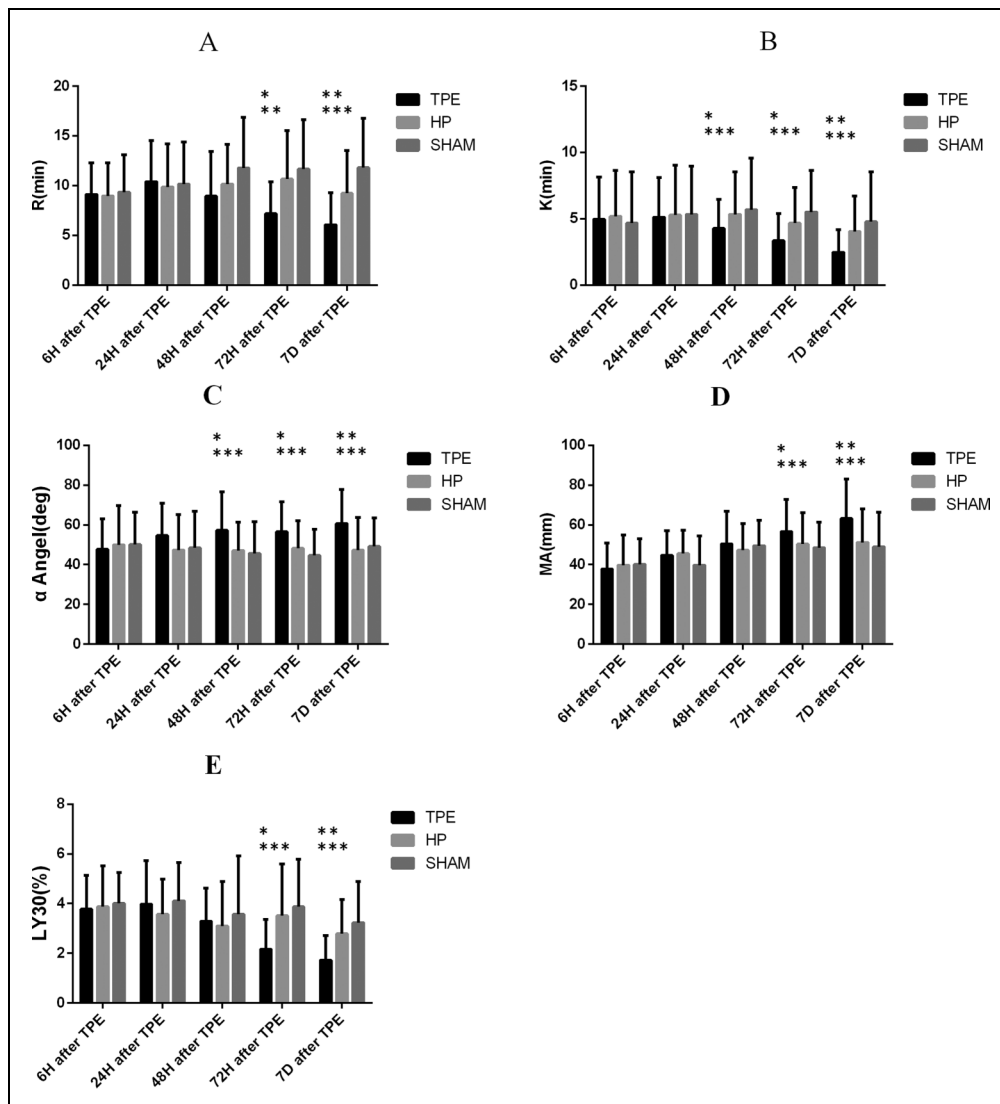 A
20
15
10
5
0
R(min)
TPE
HP
SHAM
*
**
**
***
6H after TPE
24H after TPE
48H after TPE
72H after TPE
7D after TPE
B
15
10
5
0
K(min)
TPE
HP
SHAM
*
***
*
***
**
***
6H after TPE
24H after TPE
48H after TPE
72H after TPE
7D after TPE
C
100
80
60
40
20
0
α Angel(deg)
TPE
HP
SHAM
*
***
*
***
**
***
6H after TPE
24H after TPE
48H after TPE
72H after TPE
7D after TPE
D
100
80
60
40
20
0
MA(mm)
TPE
HP
SHAM
*
***
**
***
6H after TPE
24H after TPE
48H after TPE
72H after TPE
7D after TPE
E
8
6
4
2
0
LY30(%)
TPE
HP
SHAM
*
***
**
***
6H after TPE
24H after TPE
48H after TPE
72H after TPE
7D after TPE